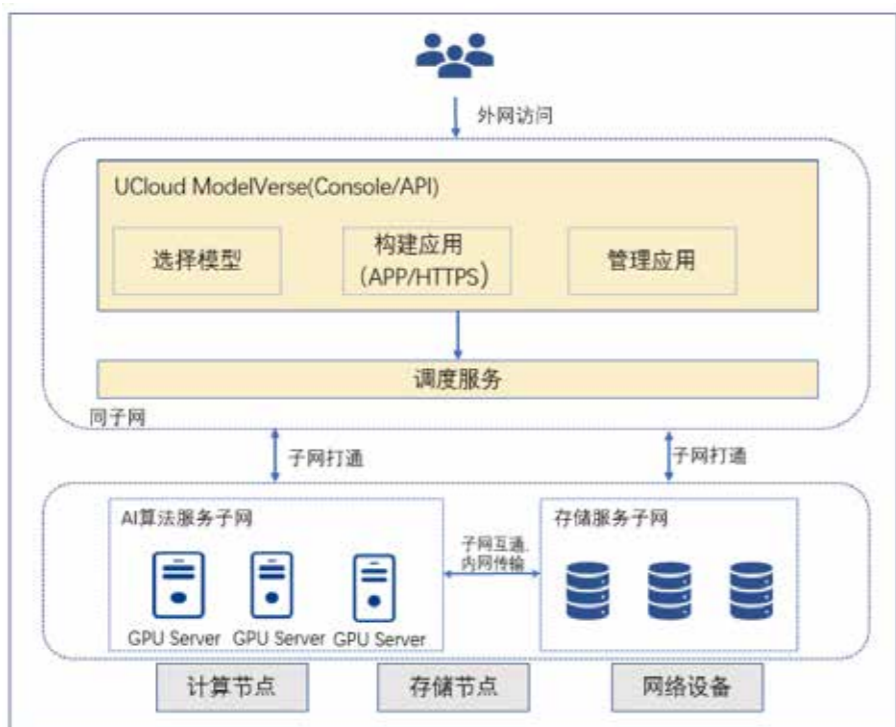 外网访问
UCloud ModelVerse(Console/API)
选择模型
构建应用
(APP/HTTPS)
管理应用
调度服务
同子网
子网打通
子网打通
AI算法服务子网
子网互通,
内网传输
存储服务子网
GPU Server
GPU Server
GPU Server
计算节点
存储节点
网络设备